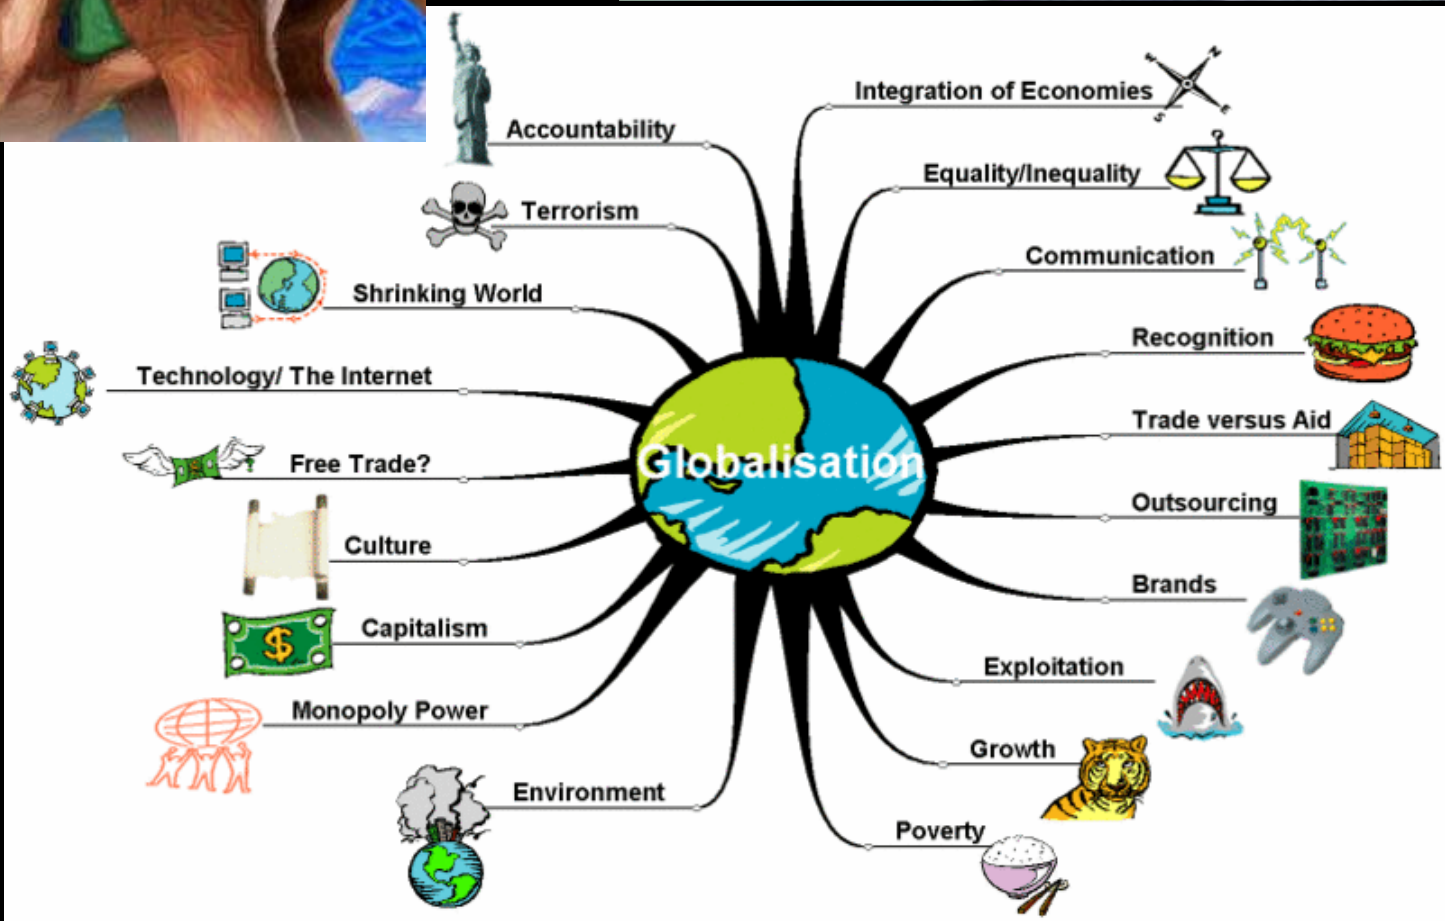 Globalisation
Integration of Economies
N
E
S
W
Equality/Inequality
Communication
Recognition
Trade versus Aid
Outsourcing
Brands
Exploitation
Growth
Poverty
Environment
Monopoly Power
Capitalism
$
Culture
Free Trade?
Technology/ The Internet
Shrinking World
Terrorism
Accountability